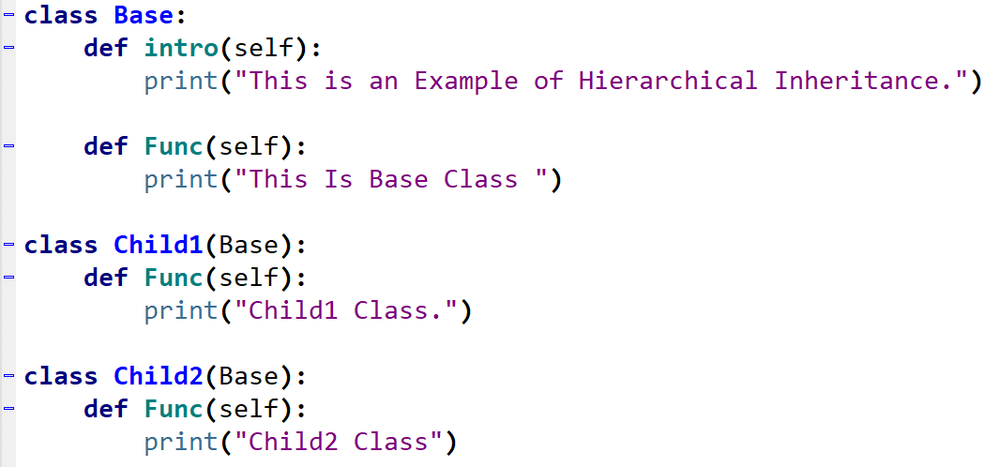 class Base:
    def intro(self):
        print("This is an Example of Hierarchical Inheritance.")
    def Func(self):
        print("This Is Base Class ")
class Child1(Base):
    def Func(self):
        print("Child1 Class.")
class Child2(Base):
    def Func(self):
        print("Child2 Class")